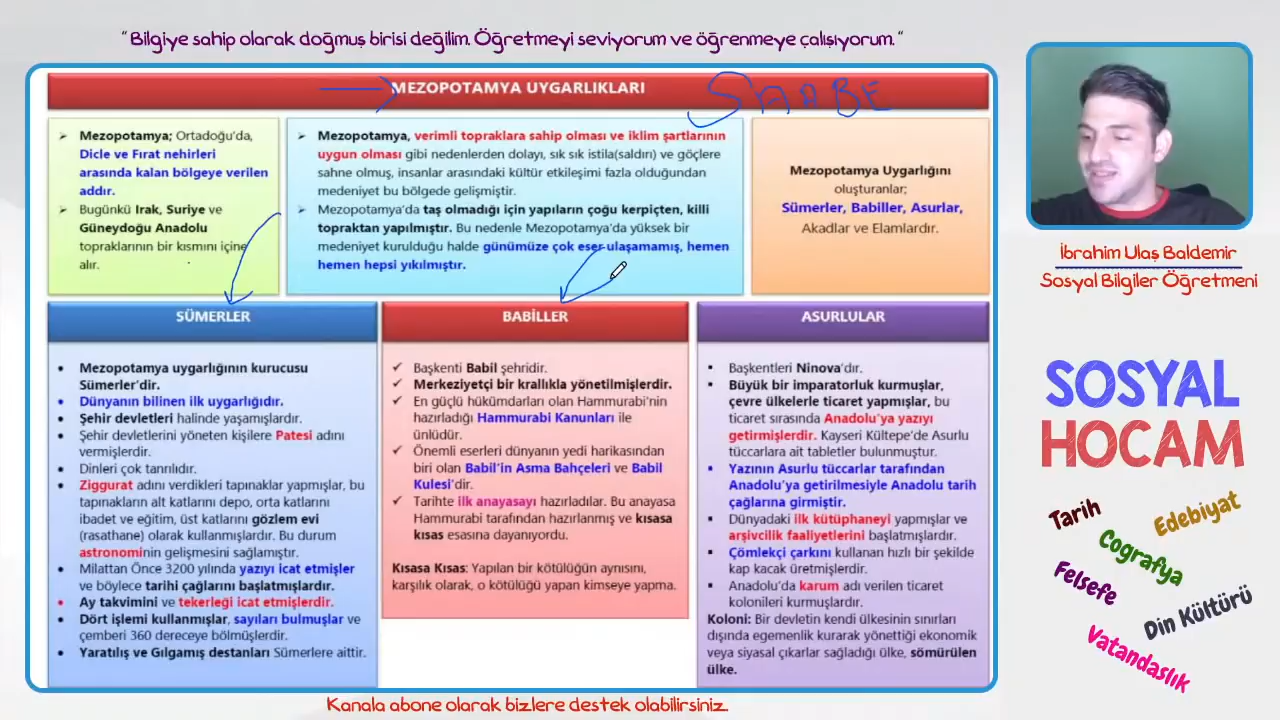 " Bilgiye sahip olarak doğmuş birisi değilim. Öğretmeyi seviyorum ve öğrenmeye çalışıyorum. "
MEZOPOTAMYA UYGARLIKLARI
SAABE
Mezopotamya; Ortadoğu'da,
Dicle ve Fırat nehirleri
arasında kalan bölgeye verilen
addır.
Bugünkü Irak, Suriye ve
Güneydoğu Anadolu
topraklarının bir kısmını içine
alır.
Mezopotamya, verimli topraklara sahip olması ve iklim şartlarının
uygun olması gibi nedenlerden dolayı, sık sık istila(saldırı) ve göçlere
sahne olmuş, insanlar arasındaki kültür etkileşimi fazla olduğundan
medeniyet bu bölgede gelişmiştir.
Mezopotamya'da taş olmadığı için yapıların çoğu kerpiçten, killi
topraktan yapılmıştır. Bu nedenle Mezopotamya'da yüksek bir
medeniyet kurulduğu halde günümüze çok eser ulaşamamış, hemen
hemen hepsi yıkılmıştır.
Mezopotamya Uygarlığını
oluşturanlar;
Sümerler, Babiller, Asurlar,
Akadlar ve Elamlardır.
SÜMERLER
Mezopotamya uygarlığının kurucusu
Sümerler'dir.
Dünyanın bilinen ilk uygarlığıdır.
Şehir devletleri halinde yaşamışlardır.
Şehir devletlerini yöneten kişilere Patesi adını
vermişlerdir.
Dinleri çok tanrılıdır.
Ziggurat adını verdikleri tapınaklar yapmışlar, bu
tapınakların alt katlarını depo, orta katlarını
ibadet ve eğitim, üst katlarını gözlem evi
(rasathane) olarak kullanmışlardır. Bu durum
astronominin gelişmesini sağlamıştır.
Milattan Önce 3200 yılında yazıyı icat etmişler
ve böylece tarihi çağlarını başlatmışlardır.
Ay takvimini ve tekerleği icat etmişlerdir.
Dört işlemi kullanmışlar, sayıları bulmuşlar ve
çemberi 360 dereceye bölmüşlerdir.
Yaratılış ve Gılgamış destanları Sümerlere aittir.
BABİLLER
Başkenti Babil şehridir.
Merkeziyetçi bir krallıkla yönetilmişlerdir.
En güçlü hükümdarları olan Hammurabi'nin
hazırladığı Hammurabi Kanunları ile
ünlüdür.
Önemli eserleri dünyanın yedi harikasından
biri olan Babil'in Asma Bahçeleri ve Babil
Kulesi'dir.
Tarihte ilk anayasayı hazırladılar. Bu anayasa
Hammurabi tarafından hazırlanmış ve kısasa
kısas esasına dayanıyordu.
Kısasa Kısas: Yapılan bir kötülüğün aynısını,
karşılık olarak, o kötülüğü yapan kimseye yapma.
ASURLULAR
Başkentleri Ninova'dır.
Büyük bir imparatorluk kurmuşlar,
çevre ülkelerle ticaret yapmışlar, bu
ticaret sırasında Anadolu'ya yazıyı
getirmişlerdir. Kayseri Kültepe'de Asurlu
tüccarlara ait tabletler bulunmuştur.
Yazının Asurlu tüccarlar tarafından
Anadolu'ya getirilmesiyle Anadolu tarih
çağlarına girmiştir.
Dünyadaki ilk kütüphaneyi yapmışlar ve
arşivcilik faaliyetlerini başlatmışlardır.
Çömlekçi çarkını kullanan hızlı bir şekilde
kap kacak üretmişlerdir.
Anadolu'da karum adı verilen ticaret
kolonileri kurmuşlardır.
Koloni: Bir devletin kendi ülkesinin sınırları
dışında egemenlik kurarak yönettiği ekonomik
veya siyasal çıkarlar sağladığı ülke, sömürülen
ülke.
İbrahim Ulaş Baldemir
Sosyal Bilgiler Öğretmeni
SOSYAL
HOCAM
Tarih
Edebiyat
Coğrafya
Felsefe
Din Kültürü
Vatandaşlık
Kanala abone olarak bizlere destek olabilirsiniz.